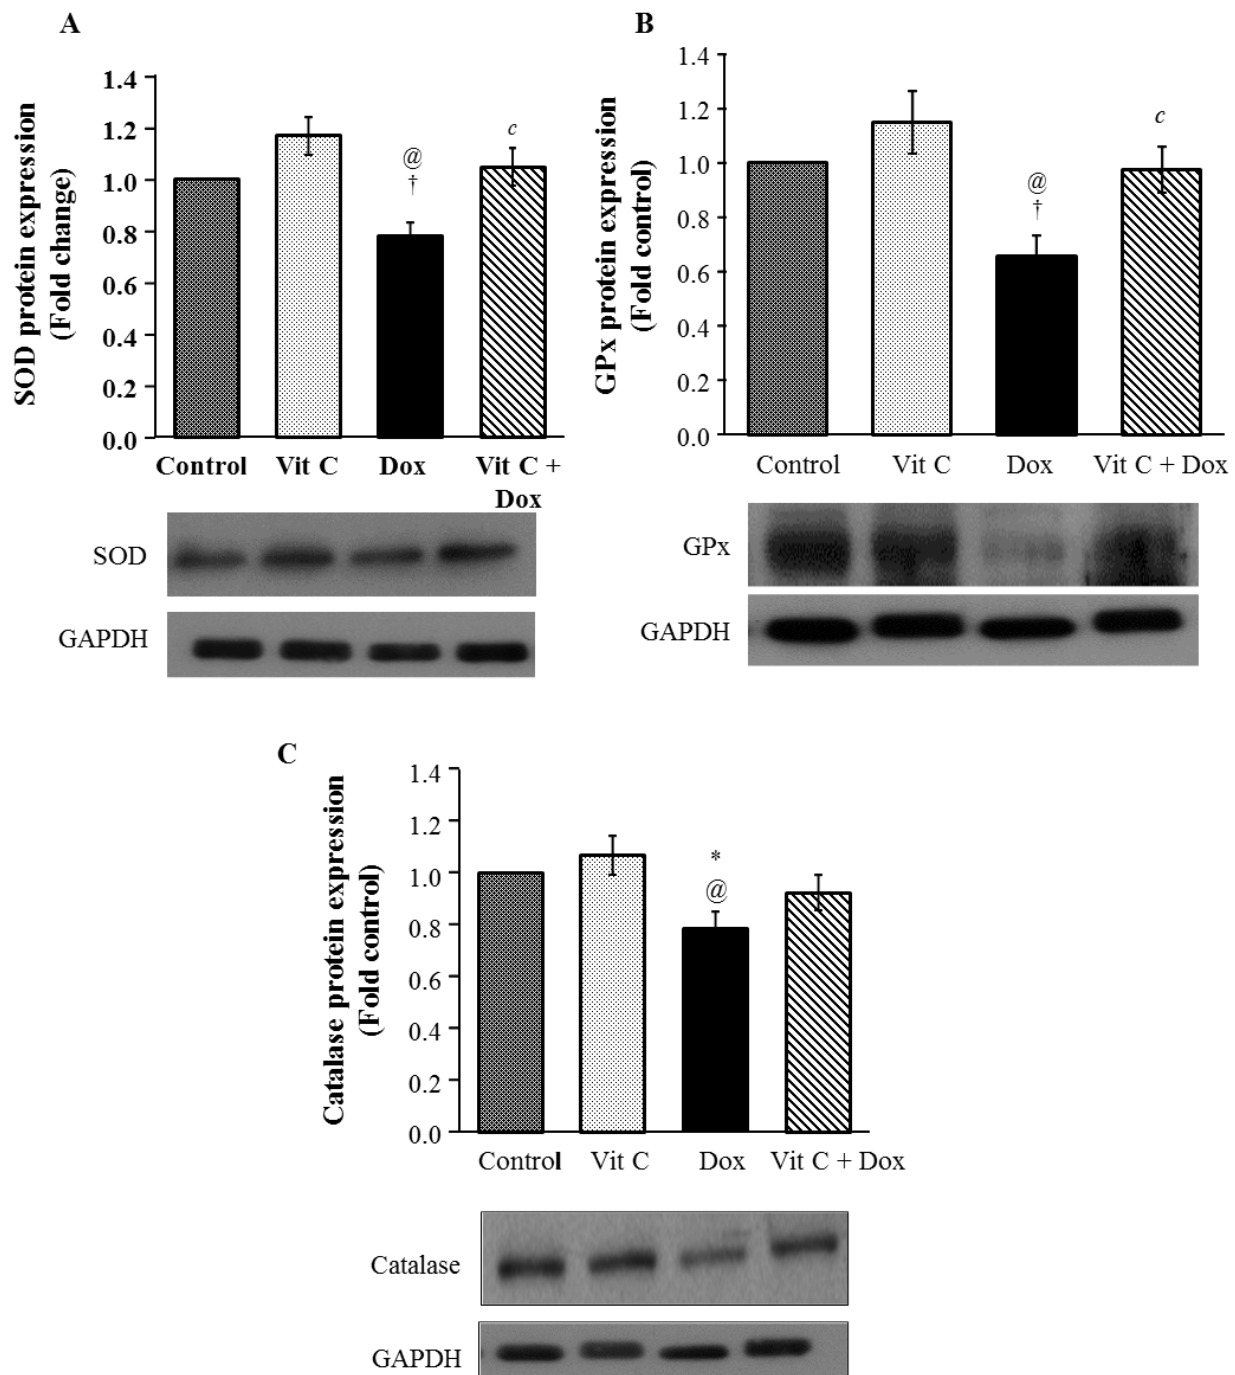 A
SOD protein expression
(Fold change)
1.4
1.2
1.0
0.8
0.6
0.4
0.2
0.0
@
†
c
Control Vit C Dox Vit C +
Dox
SOD
GAPDH
B
GPx protein expression
(Fold control)
1.4
1.2
1.0
0.8
0.6
0.4
0.2
0.0
@
†
c
Control Vit C Dox Vit C + Dox
GPx
GAPDH
C
Catalase protein expression
(Fold control)
1.4
1.2
1.0
0.8
0.6
0.4
0.2
0.0
*
@
Control Vit C Dox Vit C + Dox
Catalase
GAPDH